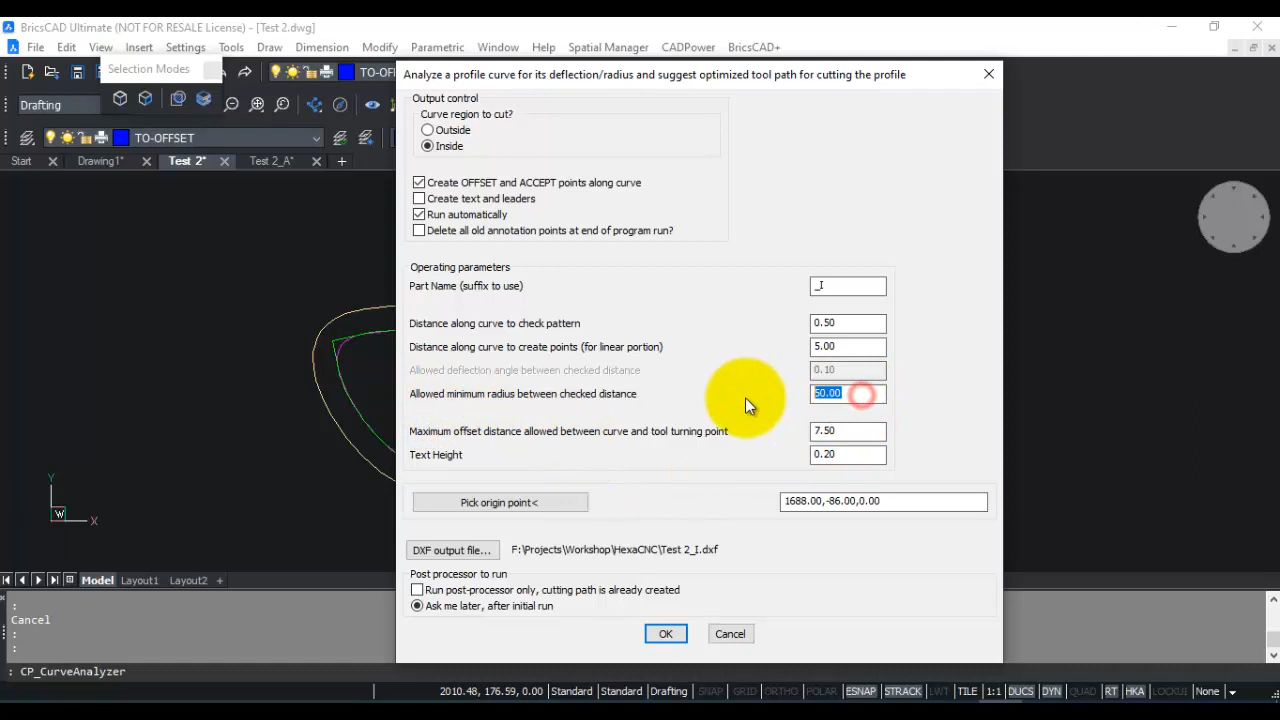 BricsCAD Ultimate (NOT FOR RESALE License) - [Test 2.dwg]
File Edit View Insert Settings Tools Draw Dimension Modify Parametric Window Help Spatial Manager CADPower BricsCAD+
Selection Modes
TO-OFF
Drafting
TO-OFFSET
Start Drawing1* Test 2* Test 2_A*
Analyze a profile curve for its deflection/radius and suggest optimized tool path for cutting the profile
Output control
Curve region to cut?
Outside
Inside
Create OFFSET and ACCEPT points along curve
Create text and leaders
Run automatically
Delete all old annotation points at end of program run?
Operating parameters
Part Name (suffix to use) _I
Distance along curve to check pattern 0.50
Distance along curve to create points (for linear portion) 5.00
Allowed deflection angle between checked distance 0.10
Allowed minimum radius between checked distance 50.00
Maximum offset distance allowed between curve and tool turning point 7.50
Text Height 0.20
Pick origin point< 1688.00,-86.00,0.00
DXF output file... F:\Projects\Workshop\HexaCNC\Test 2_I.dxf
Post processor to run
Run post-processor only, cutting path is already created
Ask me later, after initial run
OK Cancel
Y
W
X
Model Layout1 Layout2 +
:
Cancel
:
:
: CP_CurveAnalyzer
2010.48, 176.59, 0.00 Standard Standard Drafting SNAP GRID ORTHO POLAR ESNAP STRACK LWT TILE 1:1 DUCS DYN QUAD RT HKA LOCKUI None